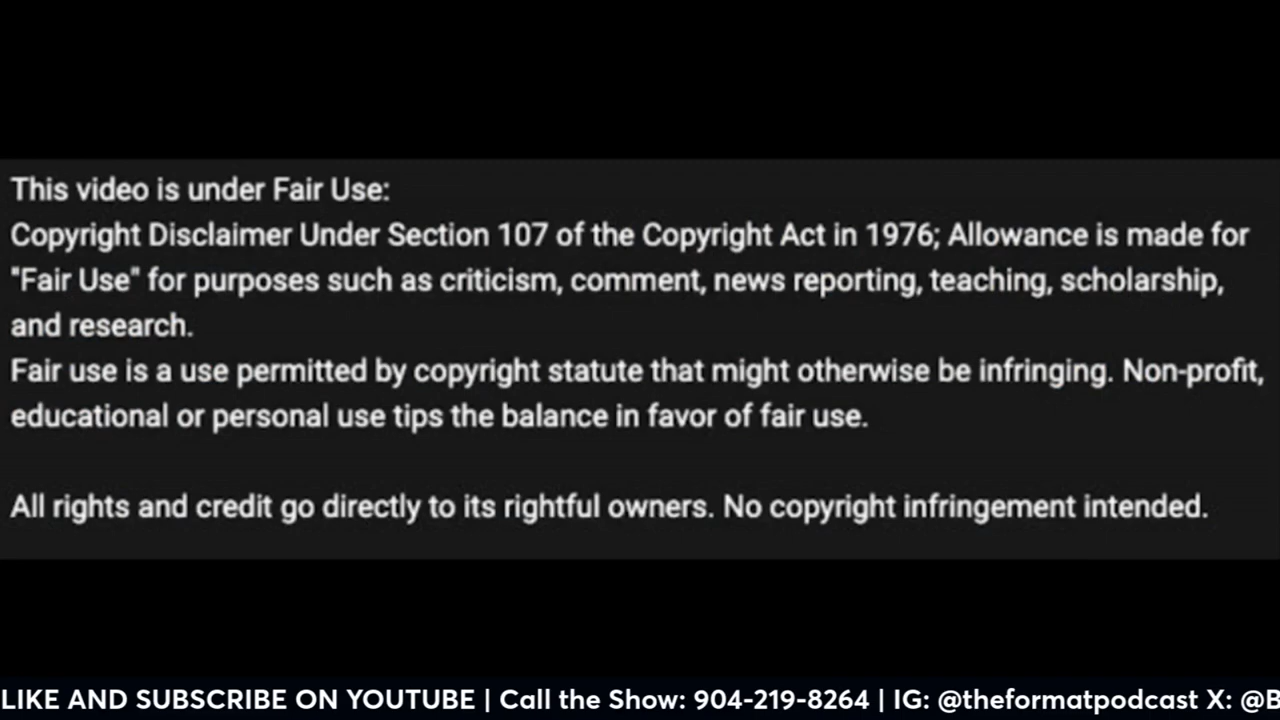 This video is under Fair Use:
Copyright Disclaimer Under Section 107 of the Copyright Act in 1976; Allowance is made for
"Fair Use" for purposes such as criticism, comment, news reporting, teaching, scholarship,
and research.
Fair use is a use permitted by copyright statute that might otherwise be infringing. Non-profit,
educational or personal use tips the balance in favor of fair use.
All rights and credit go directly to its rightful owners. No copyright infringement intended.
LIKE AND SUBSCRIBE ON YOUTUBE | Call the Show: 904-219-8264 | IG: @theformatpodcast X: @B